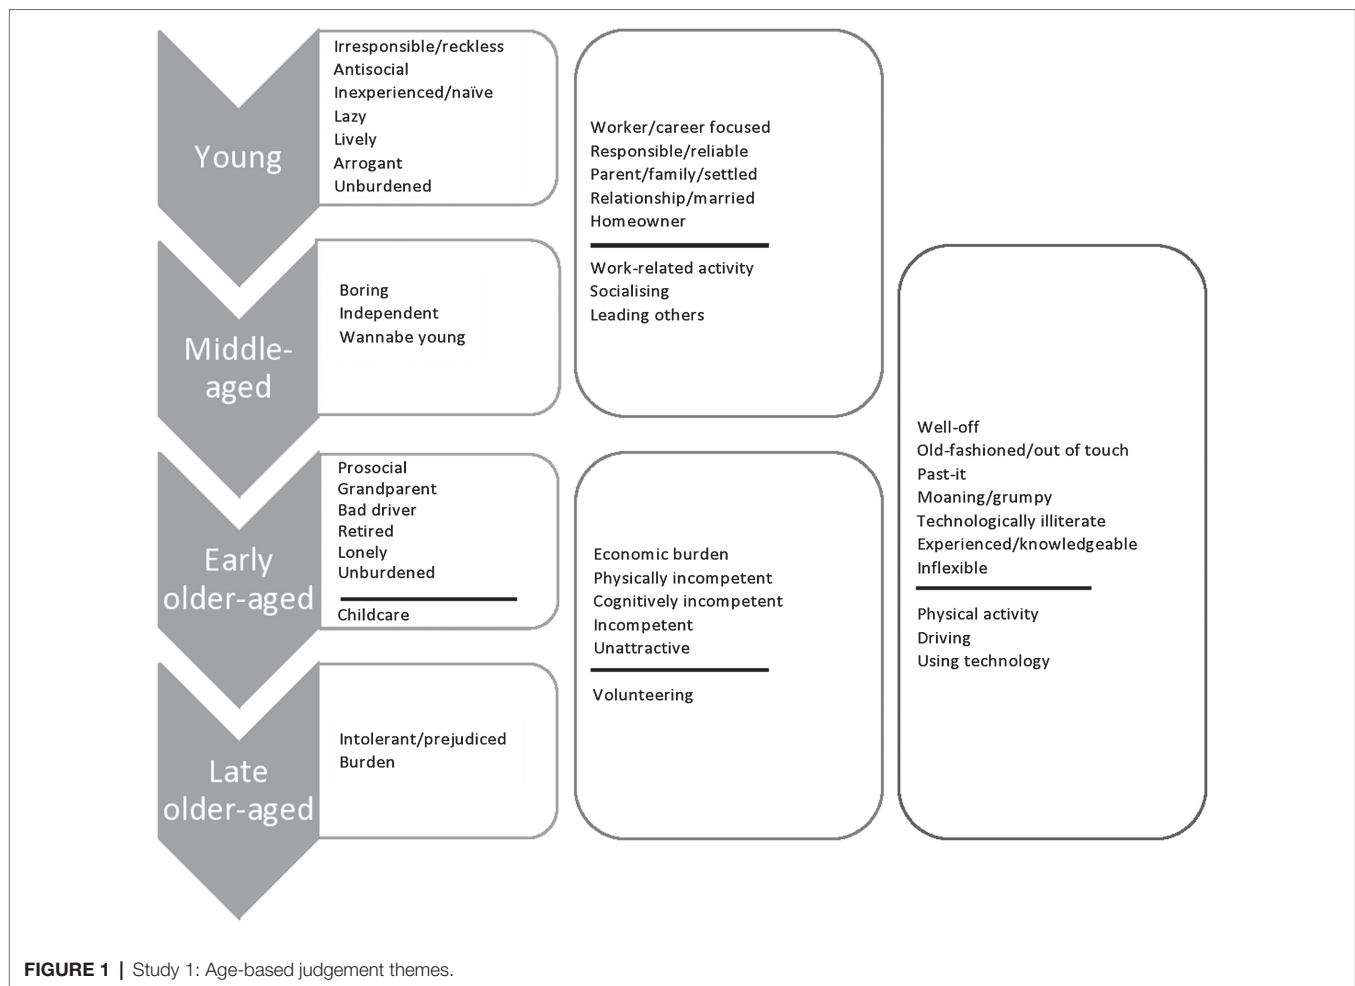 Young
Irresponsible/reckless
Antisocial
Inexperienced/naïve
Lazy
Lively
Arrogant
Unburdened
Middle-
aged
Boring
Independent
Wannabe young
Early
older-aged
Prosocial
Grandparent
Bad driver
Retired
Lonely
Unburdened
Childcare
Late
older-aged
Intolerant/prejudiced
Burden
Worker/career focused
Responsible/reliable
Parent/family/settled
Relationship/married
Homeowner
Work-related activity
Socialising
Leading others
Economic burden
Physically incompetent
Cognitively incompetent
Incompetent
Unattractive
Volunteering
Well-off
Old-fashioned/out of touch
Past-it
Moaning/grumpy
Technologically illiterate
Experienced/knowledgeable
Inflexible
Physical activity
Driving
Using technology
FIGURE 1 | Study 1: Age-based judgement themes.